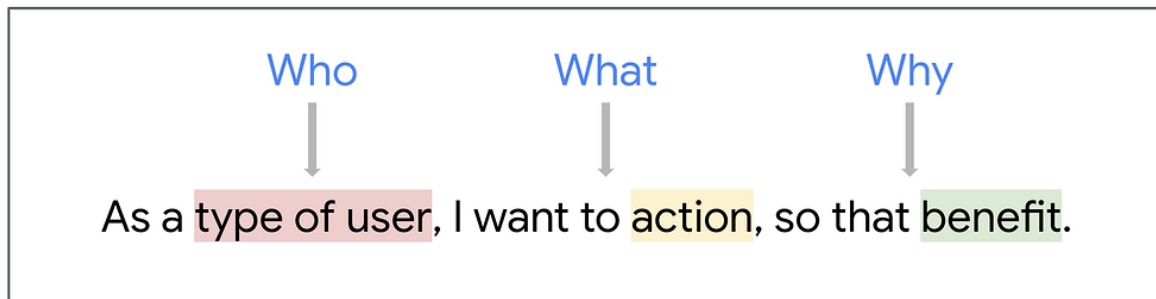 Who What Why
As a type of user, I want to action, so that benefit.